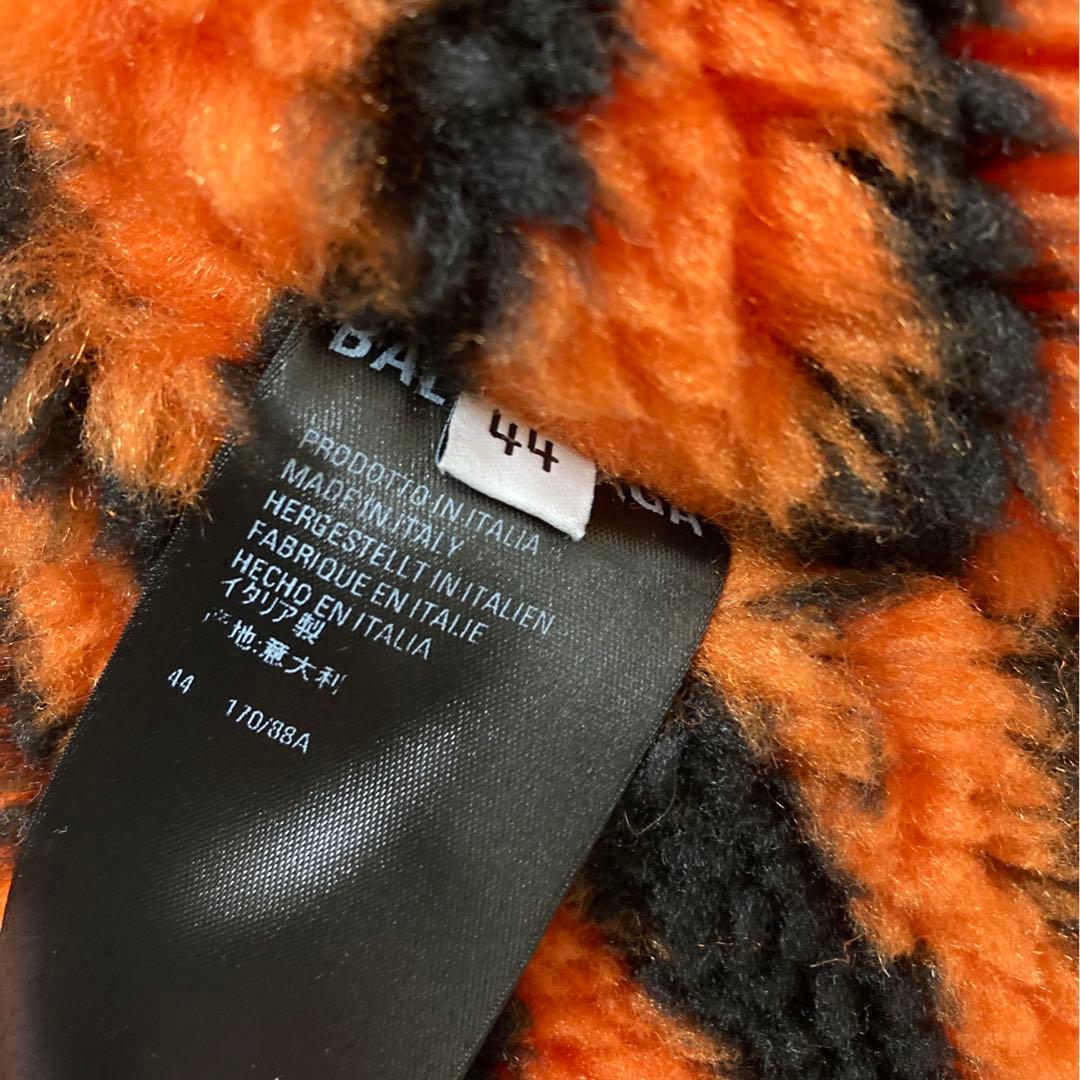 BAL
44
AGA
PRODOTTO IN ITALIA
MADE IN ITALY
HERGESTELLT IN ITALIEN
FABRIQUE EN ITALIE
HECHO EN ITALIA
イタリア製
产地:意大利
44 170/88A